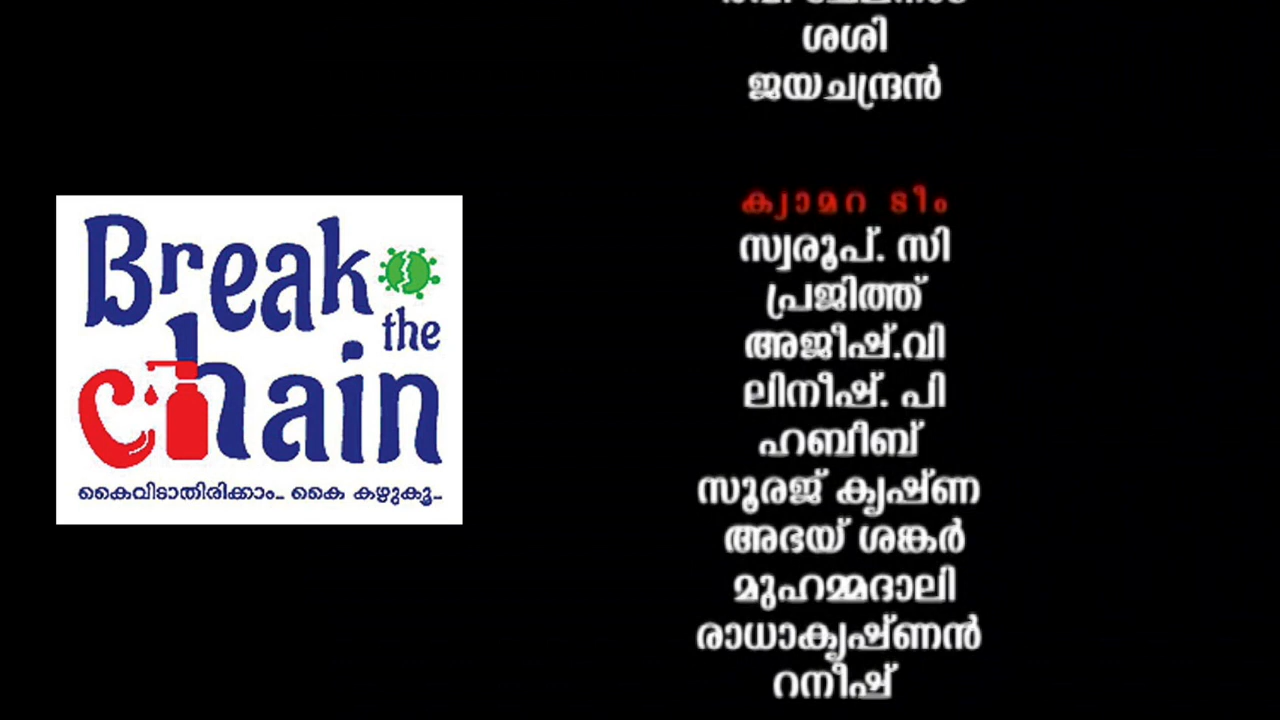 ശശി
ജയചന്ദ്രൻ
ക്യാമറ ടീം
സ്വരൂപ്. സി
പ്രജിത്ത്
അജീഷ്.വി
ലിനീഷ്. പി
ഹബീബ്
സൂരജ് കൃഷ്ണ
അഭയ് ശങ്കർ
മുഹമ്മദാലി
രാധാകൃഷ്ണൻ
റനീഷ്
Break
the
chain
കൈവിടാതിരിക്കാം.. കൈ കഴുകൂ..